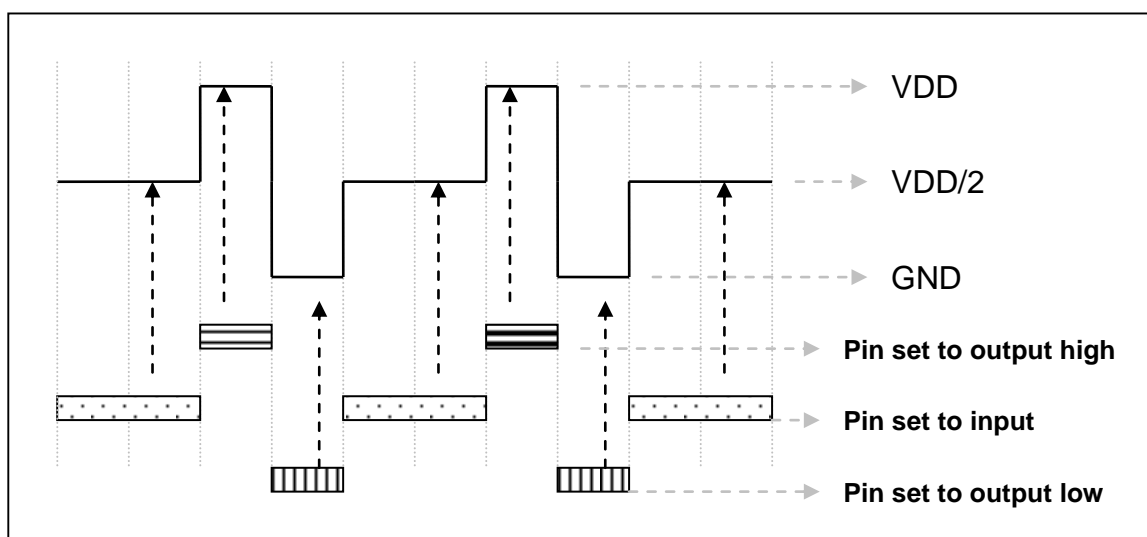 VDD
VDD/2
GND
Pin set to output high
Pin set to input
Pin set to output low